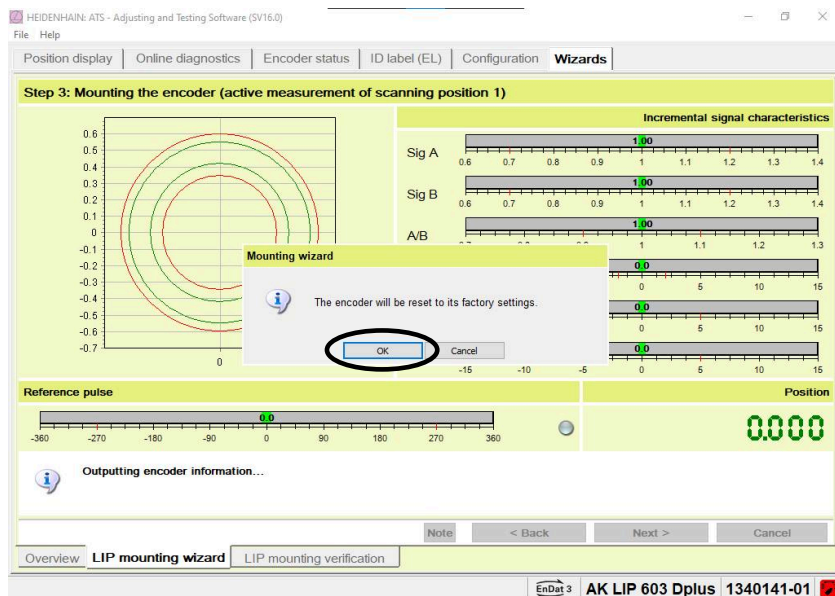 HEIDENHAIN: ATS - Adjusting and Testing Software (SV16.0)
File Help
Position display Online diagnostics Encoder status ID label (EL) Configuration Wizards
Step 3: Mounting the encoder (active measurement of scanning position 1)
Incremental signal characteristics
0.6
0.5
0.4
0.3
0.2
0.1
0
-0.1
-0.2
-0.3
-0.4
-0.5
-0.6
-0.7
0
Sig A
1.00
0.6 0.7 0.8 0.9 1 1.1 1.2 1.3 1.4
Sig B
1.00
0.6 0.7 0.8 0.9 1 1.1 1.2 1.3 1.4
A/B
1.00
1 1.1 1.2 1.3
0.0
0 5 10 15
0.0
0 5 10 15
0.0
-15 -10 -5 0 5 10 15
Mounting wizard
The encoder will be reset to its factory settings.
OK Cancel
Reference pulse
0.0
-360 -270 -180 -90 0 90 180 270 360
Position
0.000
Outputting encoder information...
Note < Back Next > Cancel
Overview LIP mounting wizard LIP mounting verification
EnDat 3 AK LIP 603 Dplus 1340141-01